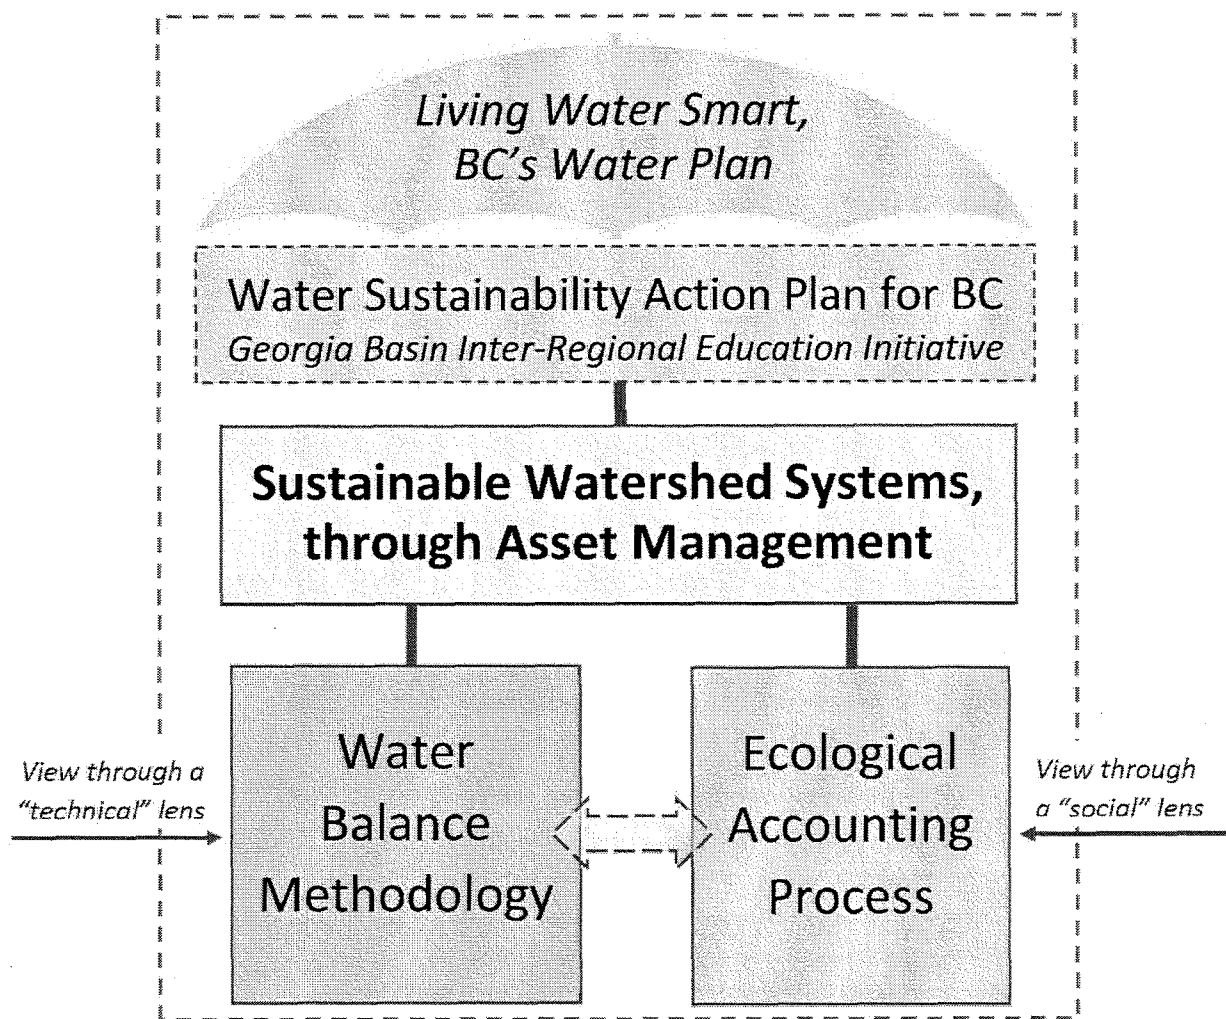 Living Water Smart,
BC's Water Plan
Water Sustainability Action Plan for BC
Georgia Basin Inter-Regional Education Initiative
Sustainable Watershed Systems,
through Asset Management
View through a
"technical" lens
Water
Balance
Methodology
Ecological
Accounting
Process
View through
a "social" lens